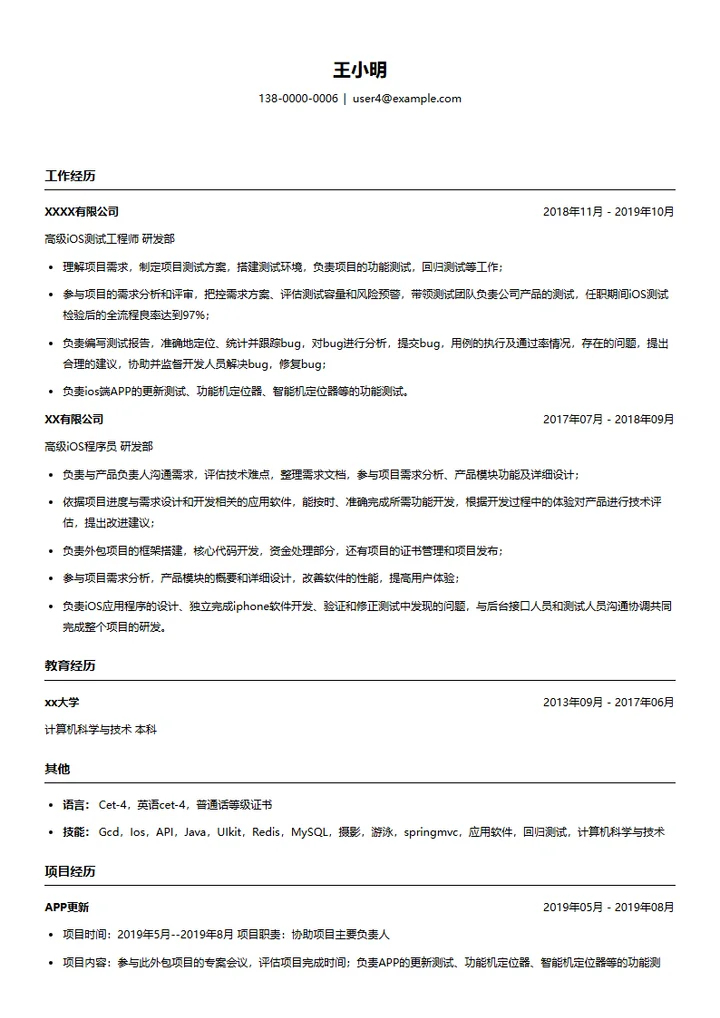 王小明
138-0000-0006 | user4@example.com
工作经历
XXXX有限公司 2018年11月 - 2019年10月
高级iOS测试工程师 研发部
• 理解项目需求，制定项目测试方案，搭建测试环境，负责项目的功能测试，回归测试等工作；
• 参与项目的需求分析和评审，把控需求方案、评估测试容量和风险预警，带领测试团队负责公司产品的测试，任职期间iOS测试
检验后的全流程良率达到97%；
• 负责编写测试报告，准确地定位、统计并跟踪bug，对bug进行分析，提交bug，用例的执行及通过率情况，存在的问题，提出
合理的建议，协助并监督开发人员解决bug，修复bug；
• 负责ios端APP的更新测试、功能机定位器、智能机定位器等的功能测试。
XX有限公司 2017年07月 - 2018年09月
高级iOS程序员 研发部
• 负责与产品负责人沟通需求，评估技术难点，整理需求文档，参与项目需求分析、产品模块功能及详细设计；
• 依据项目进度与需求设计和开发相关的应用软件，能按时、准确完成所需功能开发，根据开发过程中的体验对产品进行技术评
估，提出改进建议；
• 负责外包项目的框架搭建，核心代码开发，资金处理部分，还有项目的证书管理和项目发布；
• 参与项目需求分析，产品模块的概要和详细设计，改善软件的性能，提高用户体验；
• 负责iOS应用程序的设计、独立完成iphone软件开发、验证和修正测试中发现的问题，与后台接口人员和测试人员沟通协调共同
完成整个项目的研发。
教育经历
xx大学 2013年09月 - 2017年06月
计算机科学与技术 本科
其他
• 语言： Cet-4，英语cet-4，普通话等级证书
• 技能： Gcd，Ios，API，Java，UIkit，Redis，MySQL，摄影，游泳，springmvc，应用软件，回归测试，计算机科学与技术
项目经历
APP更新 2019年05月 - 2019年08月
• 项目时间：2019年5月--2019年8月 项目职责：协助项目主要负责人
• 项目内容：参与此外包项目的专案会议，评估项目完成时间；负责APP的更新测试、功能机定位器、智能机定位器等的功能测